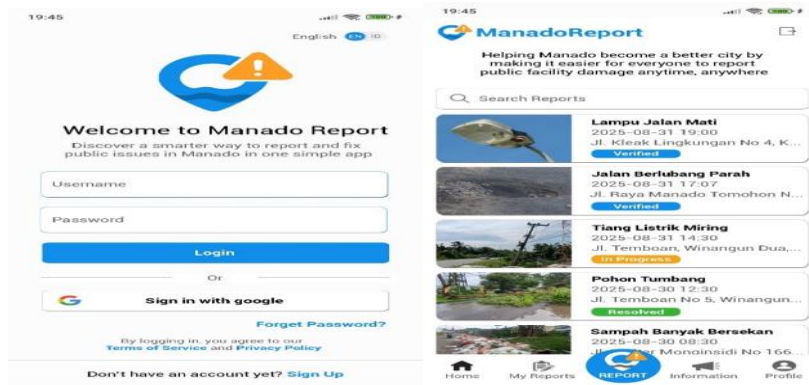 19:45
English EN ID
Welcome to Manado Report
Discover a smarter way to report and fix
public issues in Manado in one simple app
Username
Password
Login
Or
Sign in with google
Forget Password?
By logging in, you agree to our
Terms of Service and Privacy Policy
Don't have an account yet? Sign Up
19:45
ManadoReport
Helping Manado become a better city by
making it easier for everyone to report
public facility damage anytime, anywhere
Search Reports
Lampu Jalan Mati
2025-08-31 19:00
Jl. Kleak Lingkungan No 4, K...
Verified
Jalan Berlubang Parah
2025-08-31 17:07
Jl. Raya Manado Tomohon N...
Verified
Tiang Listrik Miring
2025-08-31 14:30
Jl. Temboan, Winangun Dua,...
In Progress
Pohon Tumbang
2025-08-30 12:30
Jl. Temboan No 5, Winangun...
Resolved
Sampah Banyak Bersekan
2025-08-30 08:30
Monginsidi No 166...
Home
My Reports
REPORT
Information
Profile